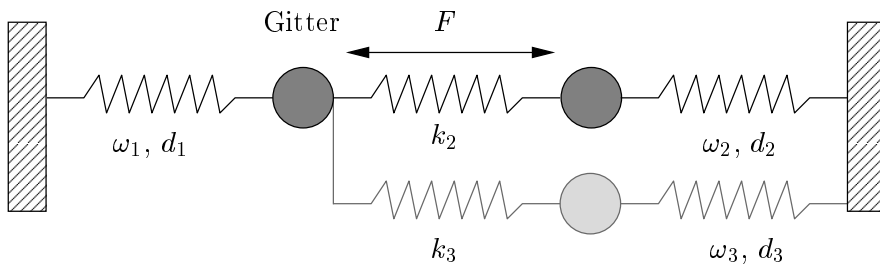 Gitter F
ω₁, d₁ k₂ ω₂, d₂
k₃ ω₃, d₃